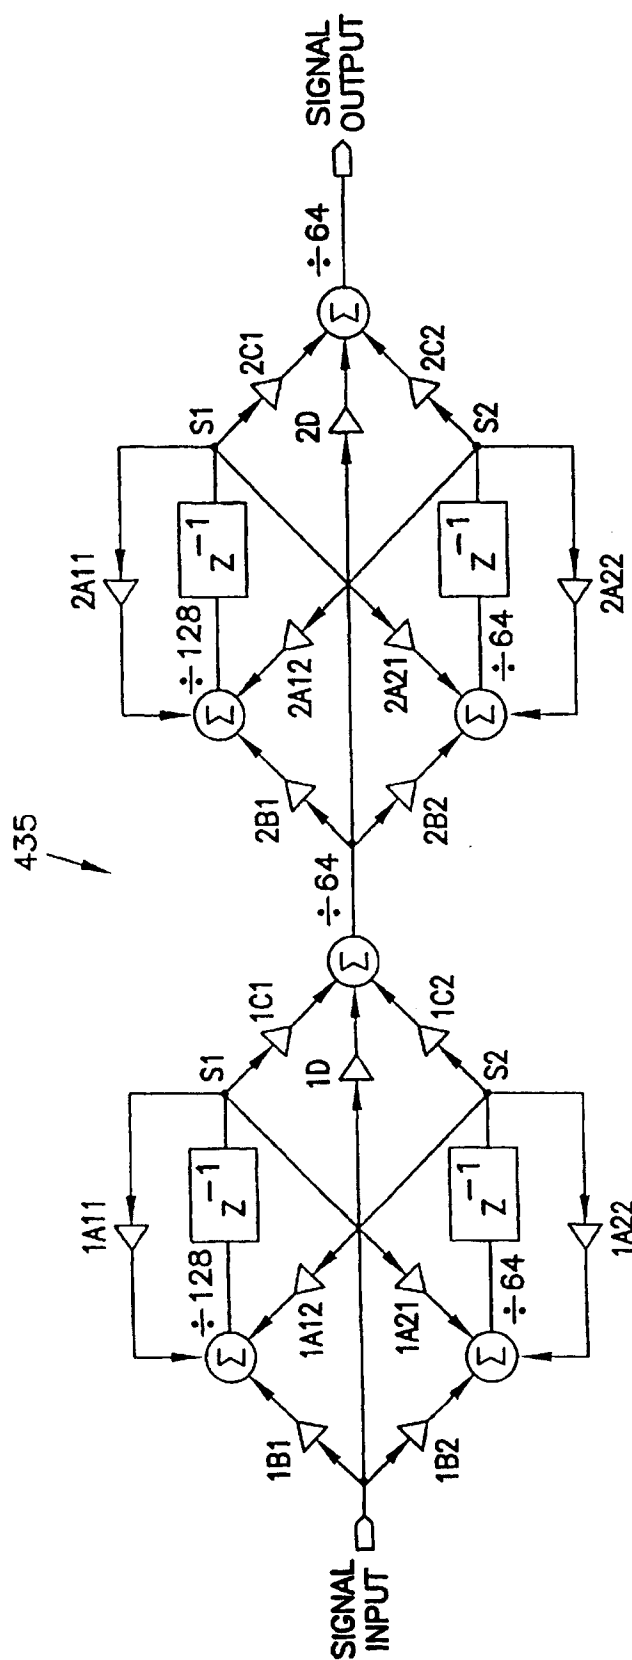 435
SIGNAL
INPUT
1B1
1B2
Σ
÷128
Σ
÷64
1A11
1A12
1A21
1A22
Z⁻¹
Z⁻¹
S1
S2
1C1
1D
1C2
Σ
÷64
2B1
2B2
Σ
÷128
Σ
÷64
2A11
2A12
2A21
2A22
Z⁻¹
Z⁻¹
S1
S2
2C1
2D
2C2
Σ
÷64
SIGNAL
OUTPUT